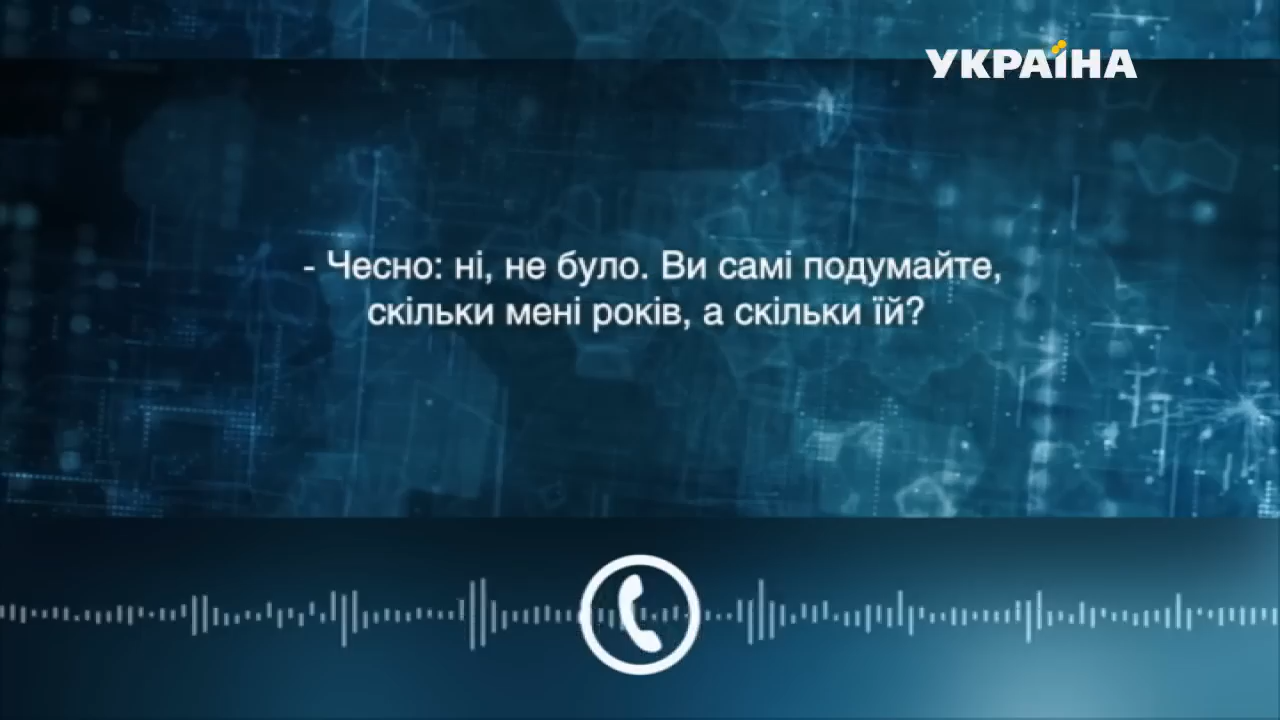 УКРАЇНА
- Чесно: ні, не було. Ви самі подумайте,
скільки мені років, а скільки їй?